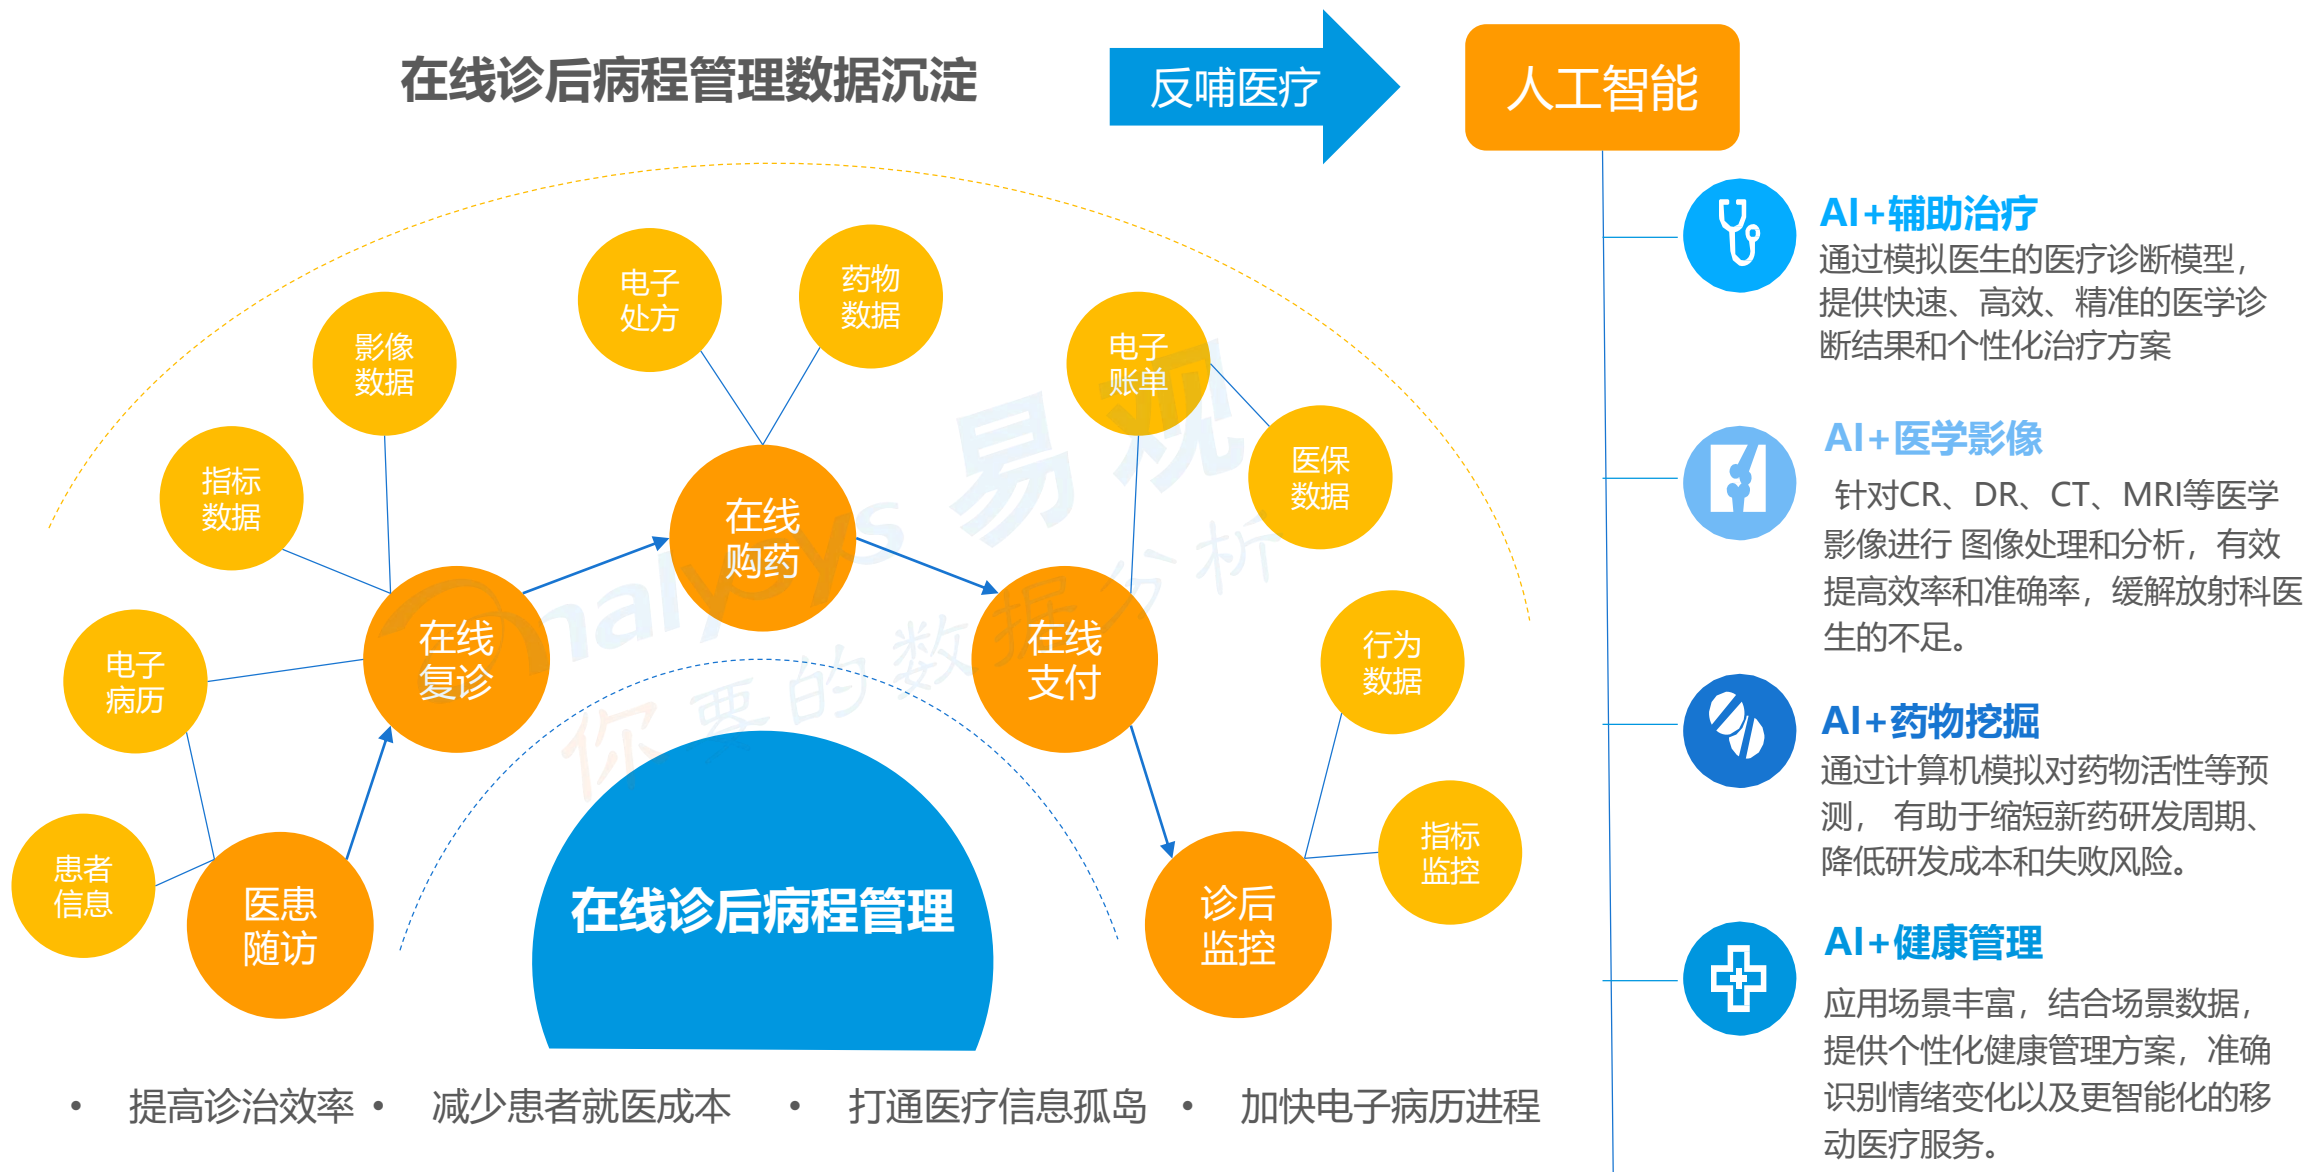 在线诊后病程管理数据沉淀
反哺医疗
人工智能
电子
处方
药物
数据
影像
数据
电子
账单
指标
数据
医保
数据
在线
购药
在线
复诊
在线
支付
电子
病历
行为
数据
患者
信息
医患
随访
诊后
监控
指标
监控
在线诊后病程管理
nalysys 易观
你要的数据分析
• 提高诊治效率
• 减少患者就医成本
• 打通医疗信息孤岛
• 加快电子病历进程
AI+辅助治疗
通过模拟医生的医疗诊断模型，
提供快速、高效、精准的医学诊
断结果和个性化治疗方案
AI+医学影像
针对CR、DR、CT、MRI等医学
影像进行 图像处理和分析，有效
提高效率和准确率，缓解放射科医
生的不足。
AI+药物挖掘
通过计算机模拟对药物活性等预
测， 有助于缩短新药研发周期、
降低研发成本和失败风险。
AI+健康管理
应用场景丰富，结合场景数据，
提供个性化健康管理方案，准确
识别情绪变化以及更智能化的移
动医疗服务。